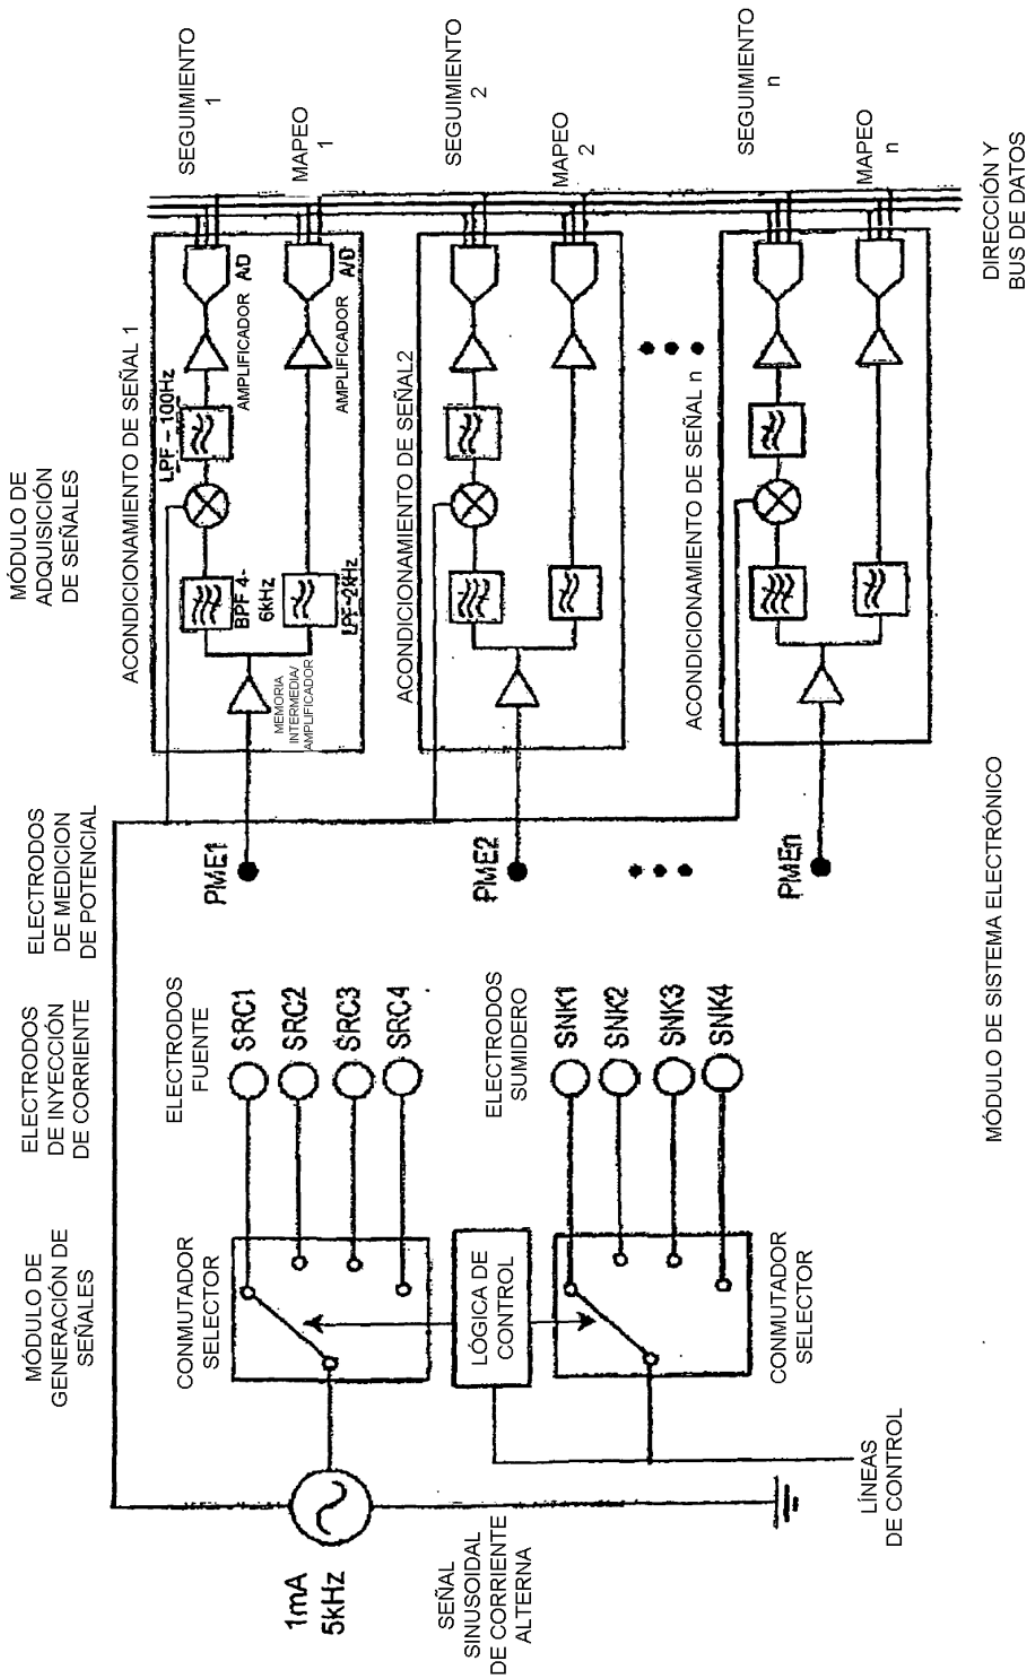 MÓDULO DE
GENERACIÓN DE
SEÑALES
ELECTRODOS
DE INYECCIÓN
DE CORRIENTE
ELECTRODOS
DE MEDICION
DE POTENCIAL
MÓDULO DE
ADQUISICIÓN
DE SEÑALES
1mA
5kHz
SEÑAL
SINUSOIDAL
DE CORRIENTE
ALTERNA
CONMUTADOR
SELECTOR
LÓGICA DE
CONTROL
CONMUTADOR
SELECTOR
LÍNEAS
DE CONTROL
ELECTRODOS
FUENTE
SRC1
SRC2
SRC3
SRC4
ELECTRODOS
SUMIDERO
SNK1
SNK2
SNK3
SNK4
PME1
PME2
PMEn
ACONDICIONAMIENTO DE SEÑAL 1
MEMORIA
INTERMEDIA/
AMPLIFICADOR
BPF 4-
6kHz
LPF-2kHz
LPF - 100Hz
AMPLIFICADOR
A/D
AMPLIFICADOR
A/D
ACONDICIONAMIENTO DE SEÑAL2
ACONDICIONAMIENTO DE SEÑAL n
SEGUIMIENTO
1
MAPEO
1
SEGUIMIENTO
2
MAPEO
2
SEGUIMIENTO
n
MAPEO
n
DIRECCIÓN Y
BUS DE DATOS
MÓDULO DE SISTEMA ELECTRÓNICO